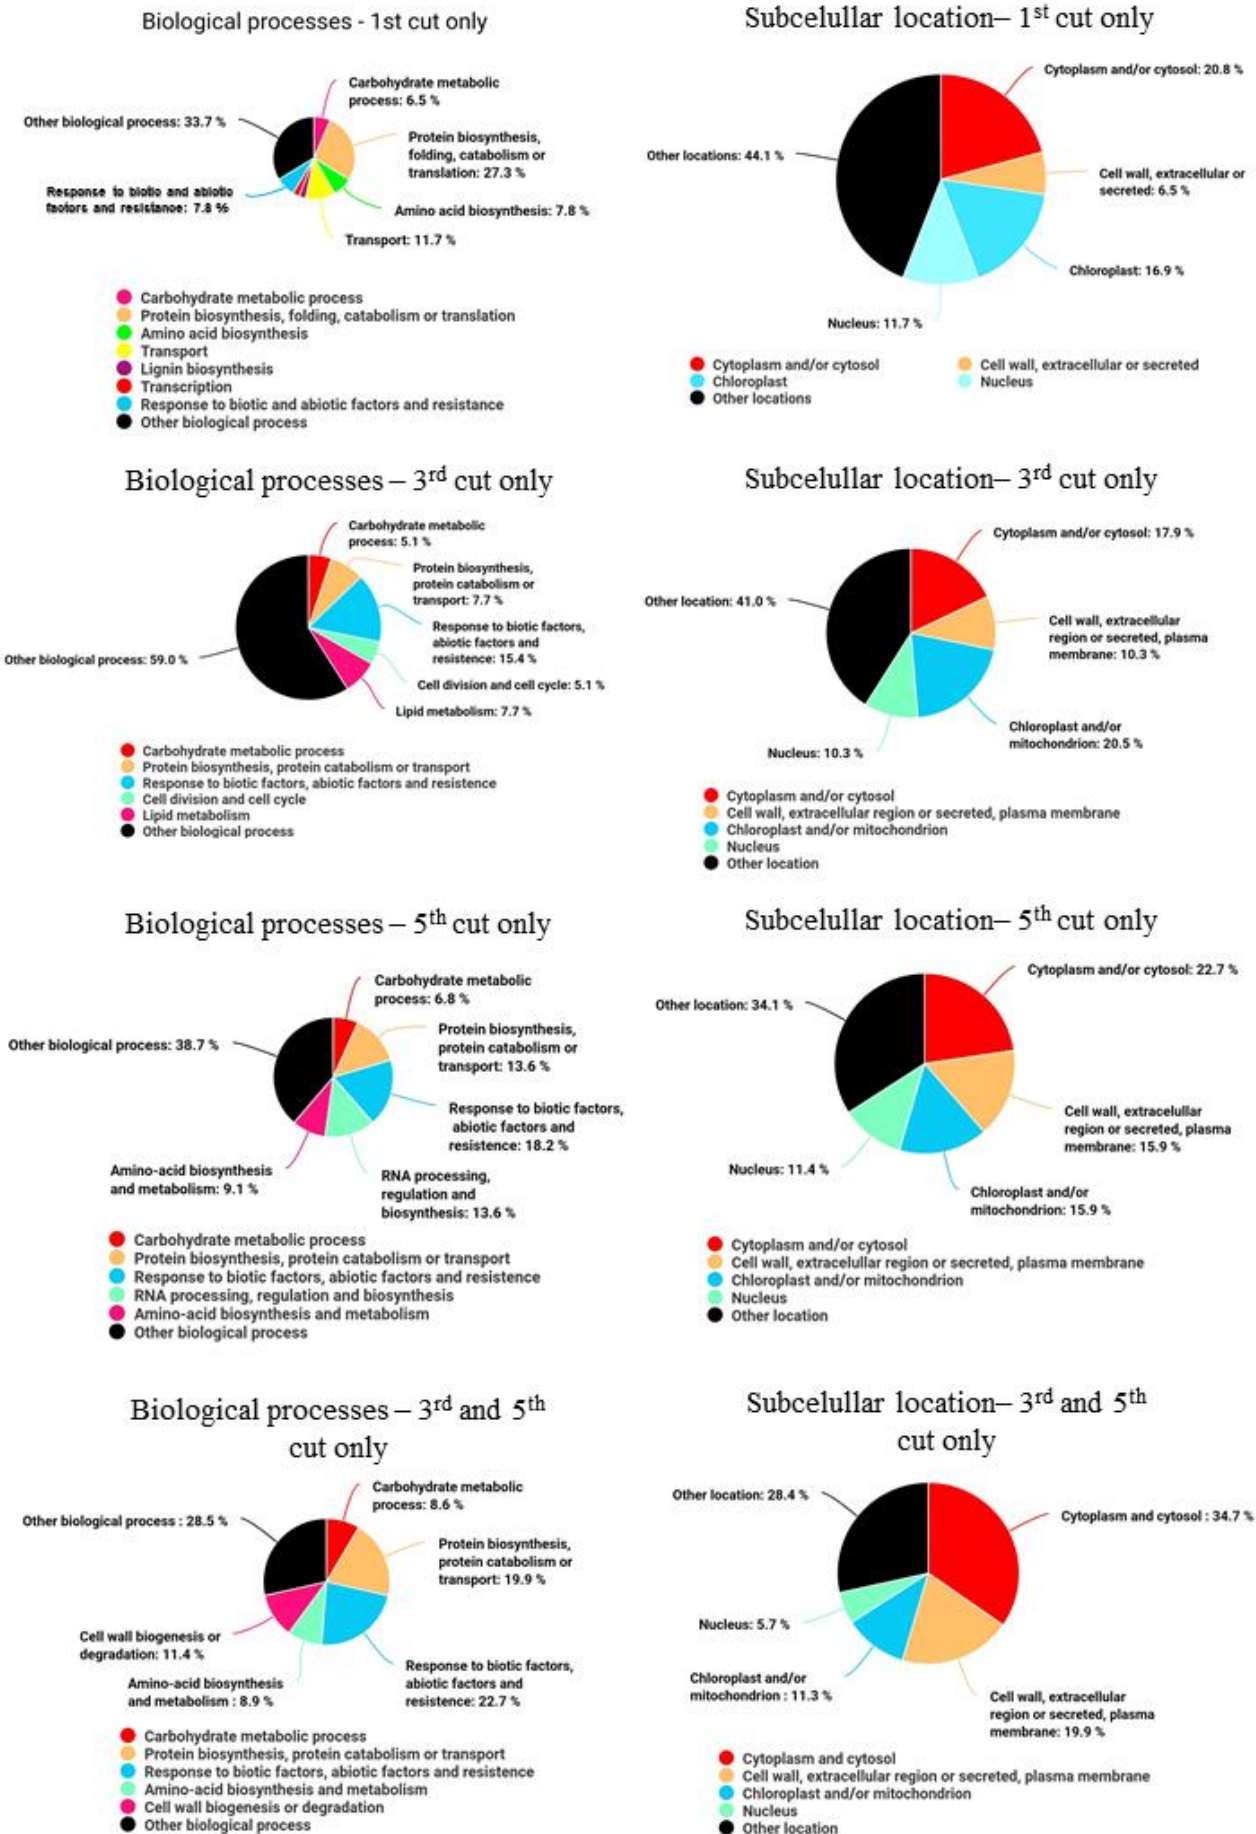 Biological processes - 1st cut only
Carbohydrate metabolic
process: 6.5 %
Other biological process: 33.7 %
Protein biosynthesis,
folding, catabolism or
translation: 27.3 %
Response to biotio and abiotio
faotors and resistanoe: 7.8 %
Amino acid biosynthesis: 7.8 %
Transport: 11.7 %
Carbohydrate metabolic process
Protein biosynthesis, folding, catabolism or translation
Amino acid biosynthesis
Transport
Lignin biosynthesis
Transcription
Response to biotic and abiotic factors and resistance
Other biological process
Subcelullar location– 1st cut only
Cytoplasm and/or cytosol: 20.8 %
Other locations: 44.1 %
Cell wall, extracellular or
secreted: 6.5 %
Chloroplast: 16.9 %
Nucleus: 11.7 %
Cytoplasm and/or cytosol
Cell wall, extracellular or secreted
Chloroplast
Nucleus
Other locations
Biological processes – 3rd cut only
Carbohydrate metabolic
process: 5.1 %
Protein biosynthesis,
protein catabolism or
transport: 7.7 %
Response to biotic factors,
abiotic factors and
resistence: 15.4 %
Other biological process: 59.0 %
Cell division and cell cycle: 5.1 %
Lipid metabolism: 7.7 %
Carbohydrate metabolic process
Protein biosynthesis, protein catabolism or transport
Response to biotic factors, abiotic factors and resistence
Cell division and cell cycle
Lipid metabolism
Other biological process
Subcelullar location– 3rd cut only
Cytoplasm and/or cytosol: 17.9 %
Other location: 41.0 %
Cell wall, extracellular
region or secreted, plasma
membrane: 10.3 %
Chloroplast and/or
mitochondrion: 20.5 %
Nucleus: 10.3 %
Cytoplasm and/or cytosol
Cell wall, extracellular region or secreted, plasma membrane
Chloroplast and/or mitochondrion
Nucleus
Other location
Biological processes – 5th cut only
Carbohydrate metabolic
process: 6.8 %
Protein biosynthesis,
protein catabolism or
transport: 13.6 %
Other biological process: 38.7 %
Response to biotic factors,
abiotic factors and
resistence: 18.2 %
Amino-acid biosynthesis
and metabolism: 9.1 %
RNA processing,
regulation and
biosynthesis: 13.6 %
Carbohydrate metabolic process
Protein biosynthesis, protein catabolism or transport
Response to biotic factors, abiotic factors and resistence
RNA processing, regulation and biosynthesis
Amino-acid biosynthesis and metabolism
Other biological process
Subcelullar location– 5th cut only
Cytoplasm and/or cytosol: 22.7 %
Other location: 34.1 %
Cell wall, extracelullar
region or secreted, plasma
membrane: 15.9 %
Nucleus: 11.4 %
Chloroplast and/or
mitochondrion: 15.9 %
Cytoplasm and/or cytosol
Cell wall, extracelullar region or secreted, plasma membrane
Chloroplast and/or mitochondrion
Nucleus
Other location
Biological processes – 3rd and 5th
cut only
Carbohydrate metabolic
process: 8.6 %
Other biological process : 28.5 %
Protein biosynthesis,
protein catabolism or
transport: 19.9 %
Cell wall biogenesis or
degradation: 11.4 %
Amino-acid biosynthesis
and metabolism : 8.9 %
Response to biotic factors,
abiotic factors and
resistence: 22.7 %
Carbohydrate metabolic process
Protein biosynthesis, protein catabolism or transport
Response to biotic factors, abiotic factors and resistence
Amino-acid biosynthesis and metabolism
Cell wall biogenesis or degradation
Other biological process
Subcelullar location– 3rd and 5th
cut only
Other location: 28.4 %
Cytoplasm and cytosol : 34.7 %
Nucleus: 5.7 %
Chloroplast and/or
mitochondrion : 11.3 %
Cell wall, extracellular
region or secreted, plasma
membrane: 19.9 %
Cytoplasm and cytosol
Cell wall, extracellular region or secreted, plasma membrane
Chloroplast and/or mitochondrion
Nucleus
Other location